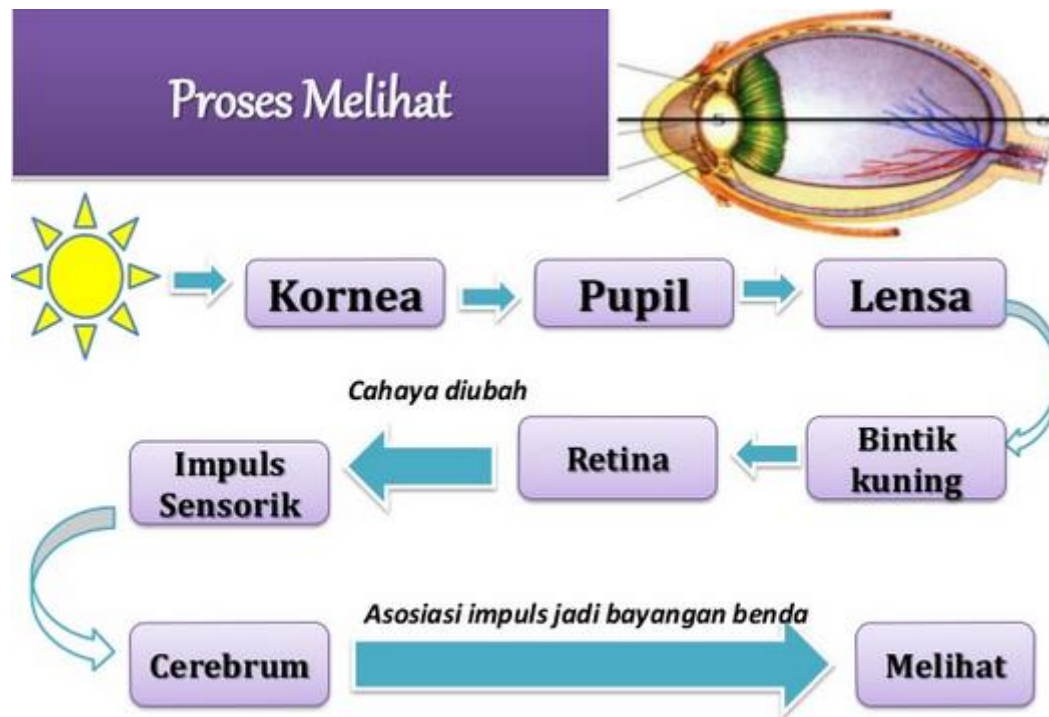 Proses Melihat
Kornea
Pupil
Lensa
Bintik
kuning
Retina
Cahaya diubah
Impuls
Sensorik
Cerebrum
Asosiasi impuls jadi bayangan benda
Melihat